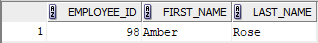 EMPLOYEE_ID FIRST_NAME LAST_NAME
1 98 Amber Rose